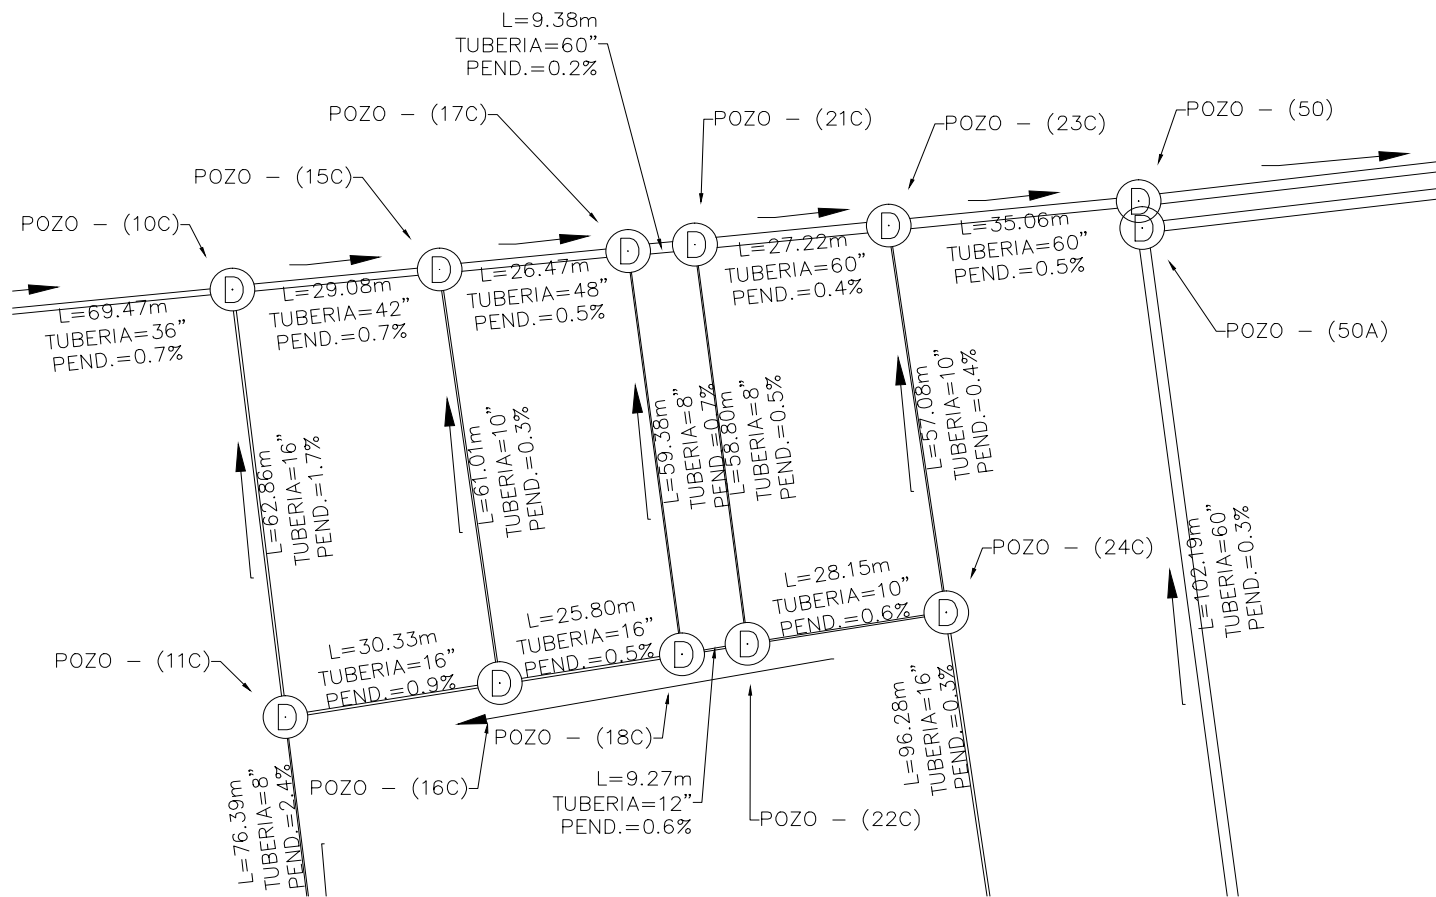 L=9.38m
TUBERIA=60"
PEND.=0.2%
POZO - (17C)
POZO - (21C)
POZO - (23C)
POZO - (50)
POZO - (15C)
POZO - (10C)
L=69.47m
TUBERIA=36"
PEND.=0.7%
L=29.08m
TUBERIA=42"
PEND.=0.7%
L=26.47m
TUBERIA=48"
PEND.=0.5%
L=27.22m
TUBERIA=60"
PEND.=0.4%
L=35.06m
TUBERIA=60"
PEND.=0.5%
D
D
D
D
D
D
D
POZO - (50A)
L=62.86m
TUBERIA=16"
PEND.=1.7%
L=61.01m
TUBERIA=10"
PEND.=0.3%
L=59.38m
TUBERIA=8"
PEND.=0.7%
L=58.80m
TUBERIA=8"
PEND.=0.5%
L=57.08m
TUBERIA=10"
PEND.=0.4%
L=102.19m
TUBERIA=60"
PEND.=0.3%
POZO - (24C)
L=28.15m
TUBERIA=10"
PEND.=0.6%
L=25.80m
TUBERIA=16"
PEND.=0.5%
L=30.33m
TUBERIA=16"
PEND.=0.9%
D
D
D
D
D
POZO - (11C)
POZO - (18C)
POZO - (16C)
L=9.27m
TUBERIA=12"
PEND.=0.6%
POZO - (22C)
L=96.28m
TUBERIA=16"
PEND.=0.3%
L=76.39m
TUBERIA=8"
PEND.=2.4%